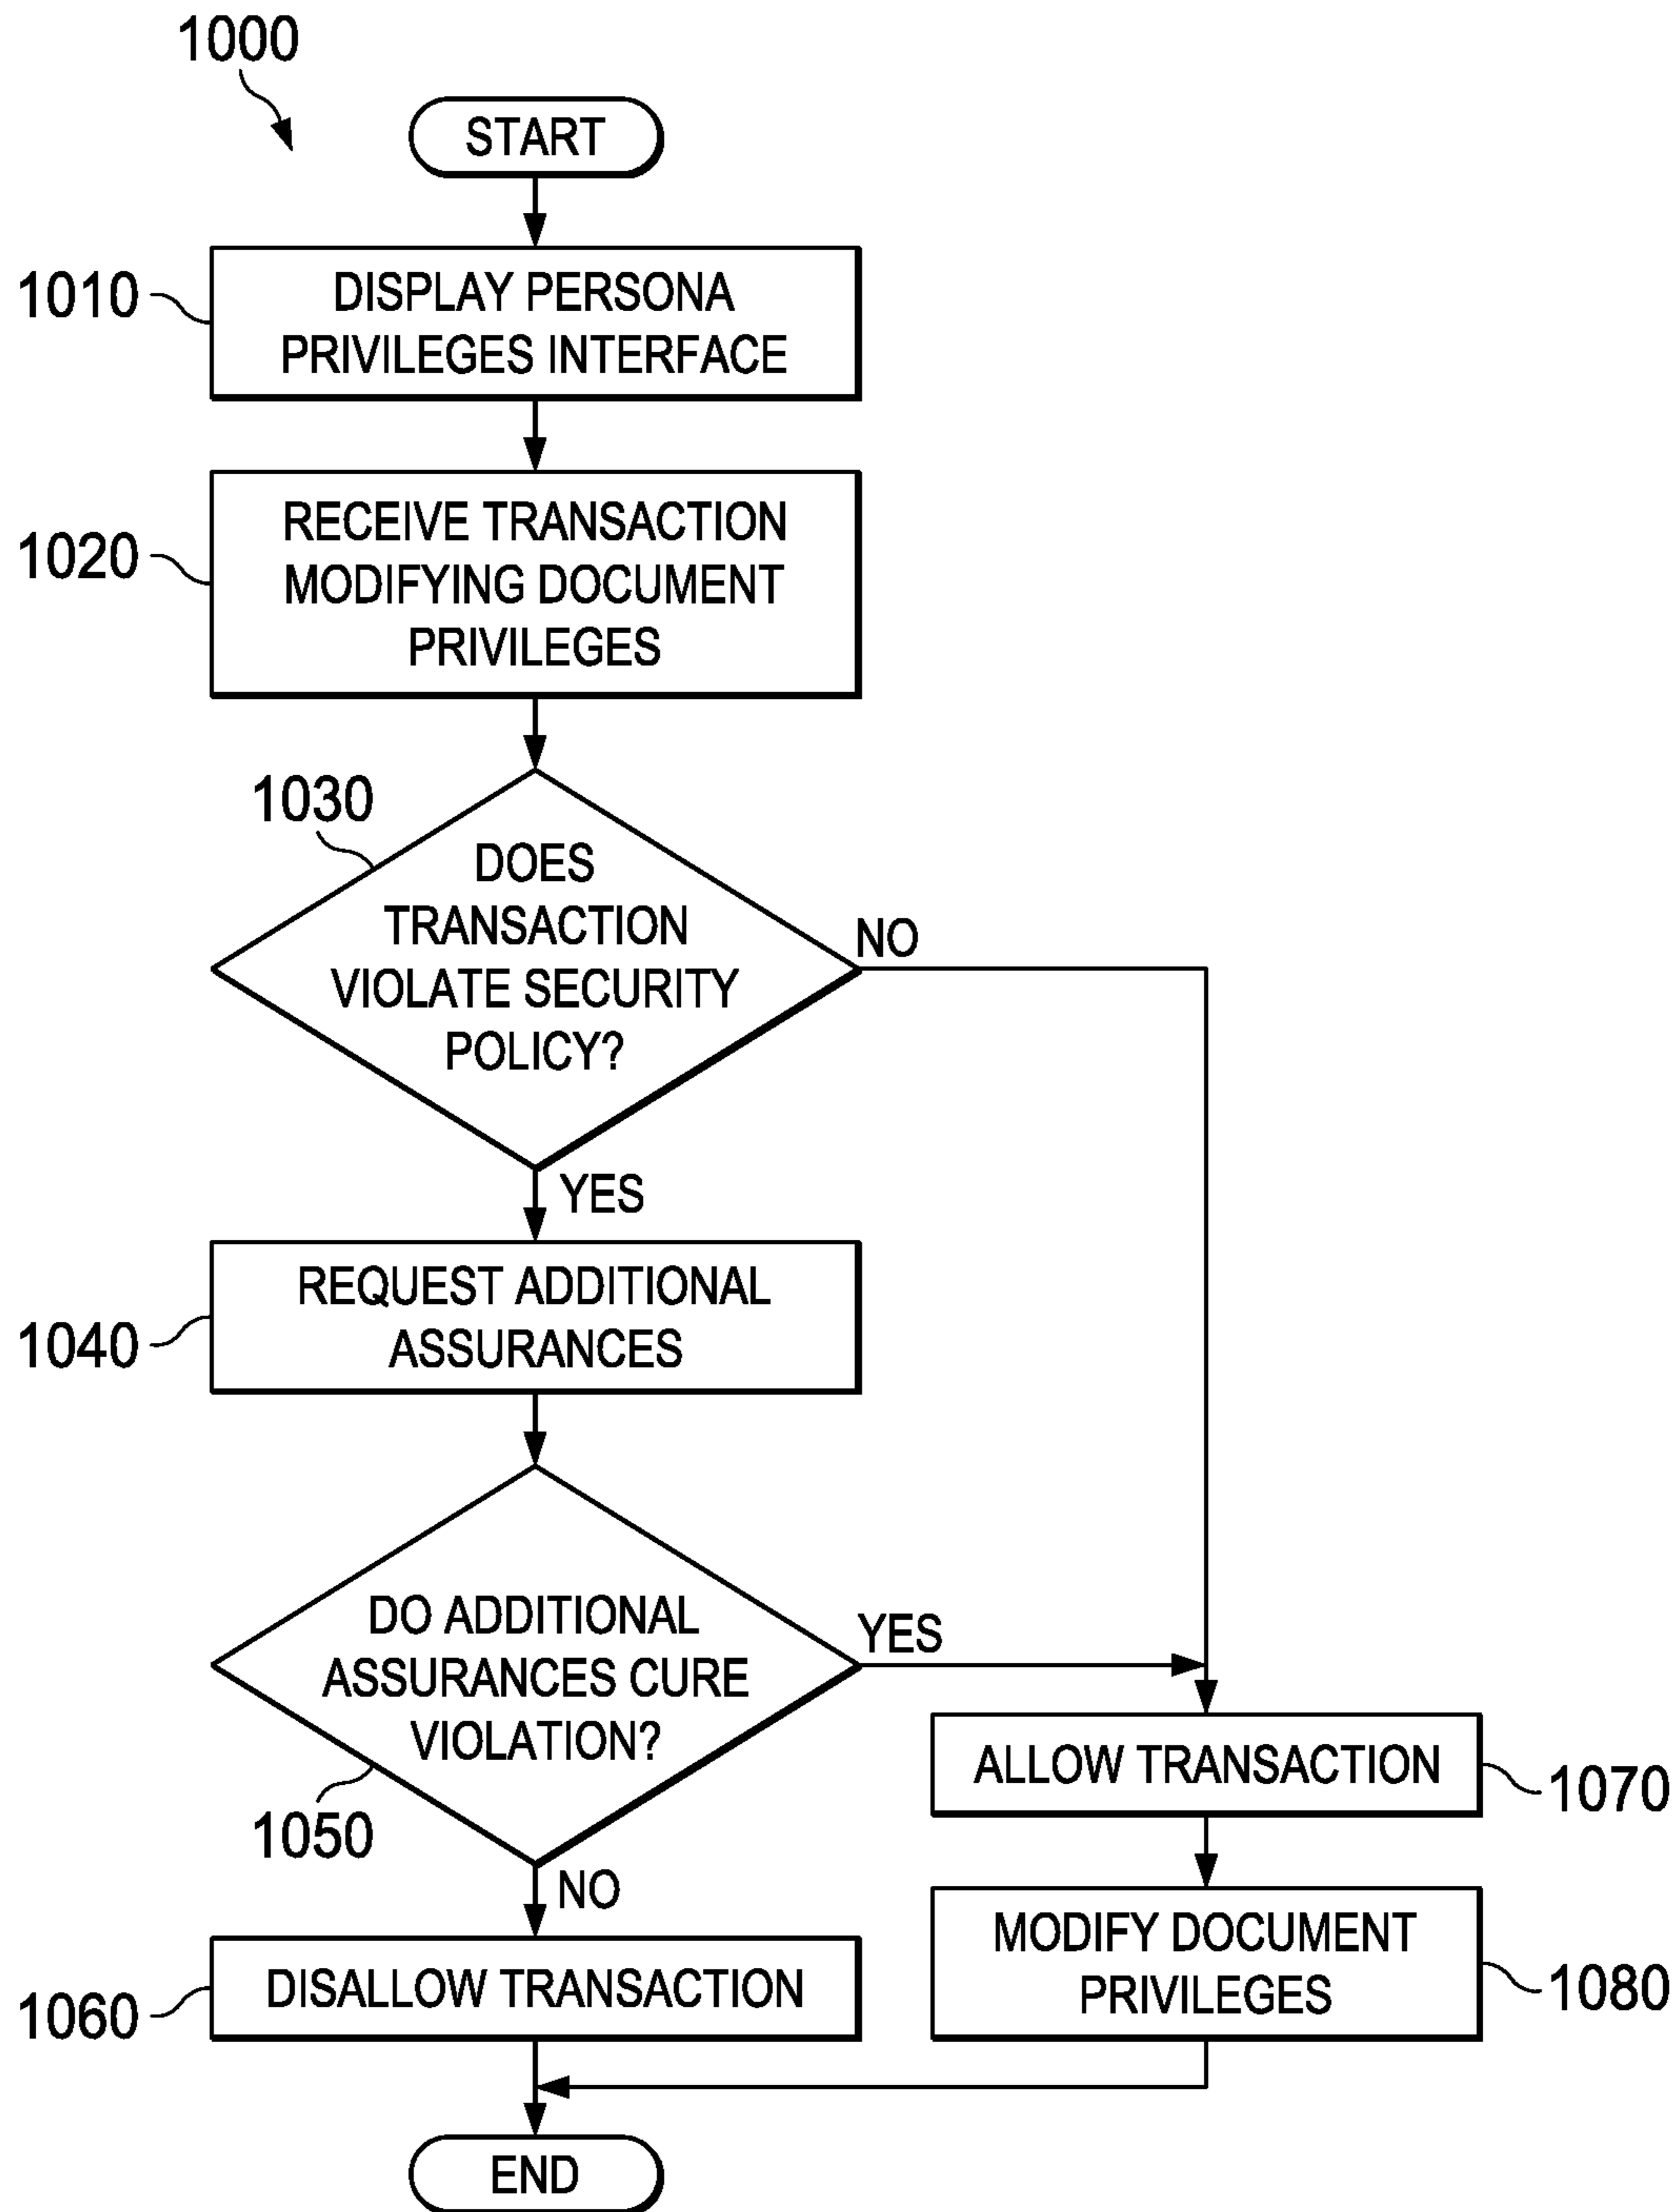 1000
START
1010
DISPLAY PERSONA
PRIVILEGES INTERFACE
1020
RECEIVE TRANSACTION
MODIFYING DOCUMENT
PRIVILEGES
1030
DOES
TRANSACTION
VIOLATE SECURITY
POLICY?
NO
YES
1040
REQUEST ADDITIONAL
ASSURANCES
DO ADDITIONAL
ASSURANCES CURE
VIOLATION?
YES
1050
NO
ALLOW TRANSACTION
1070
1060
DISALLOW TRANSACTION
MODIFY DOCUMENT
PRIVILEGES
1080
END